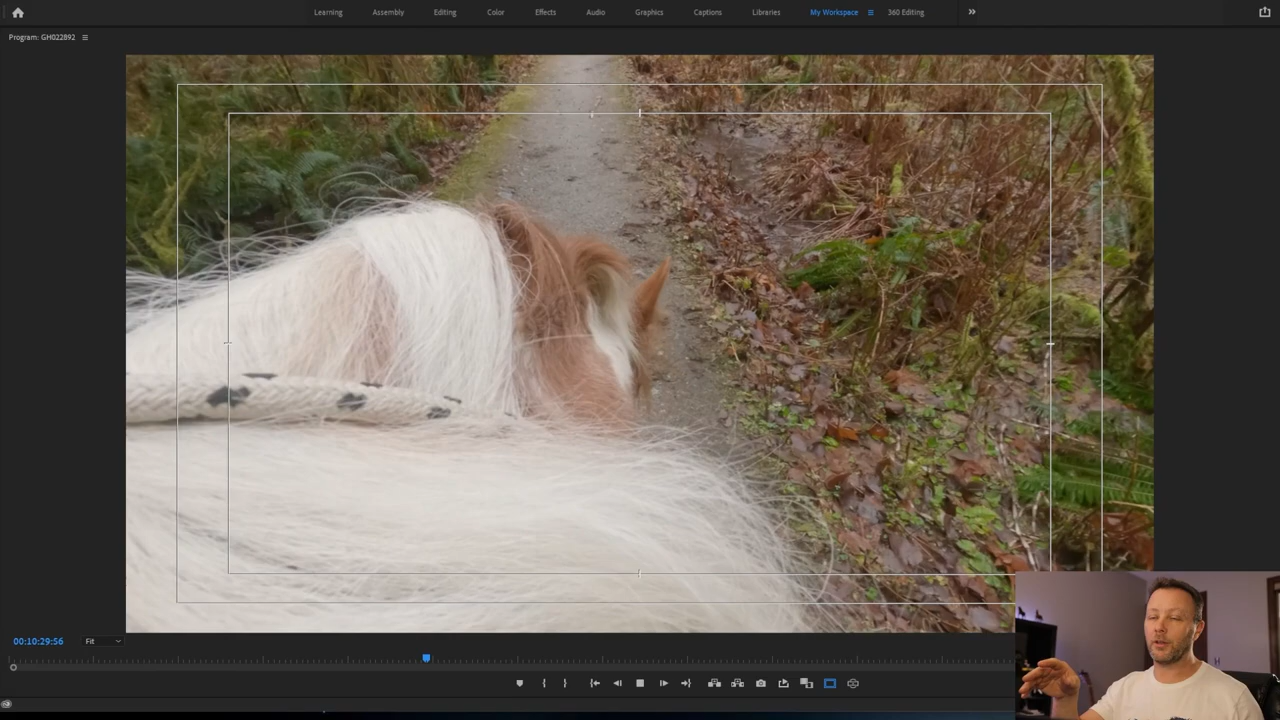 Learning Assembly Editing Color Effects Audio Graphics Captions Libraries My Workspace 360 Editing
Program: GH022892
00:10:29:56 Fit